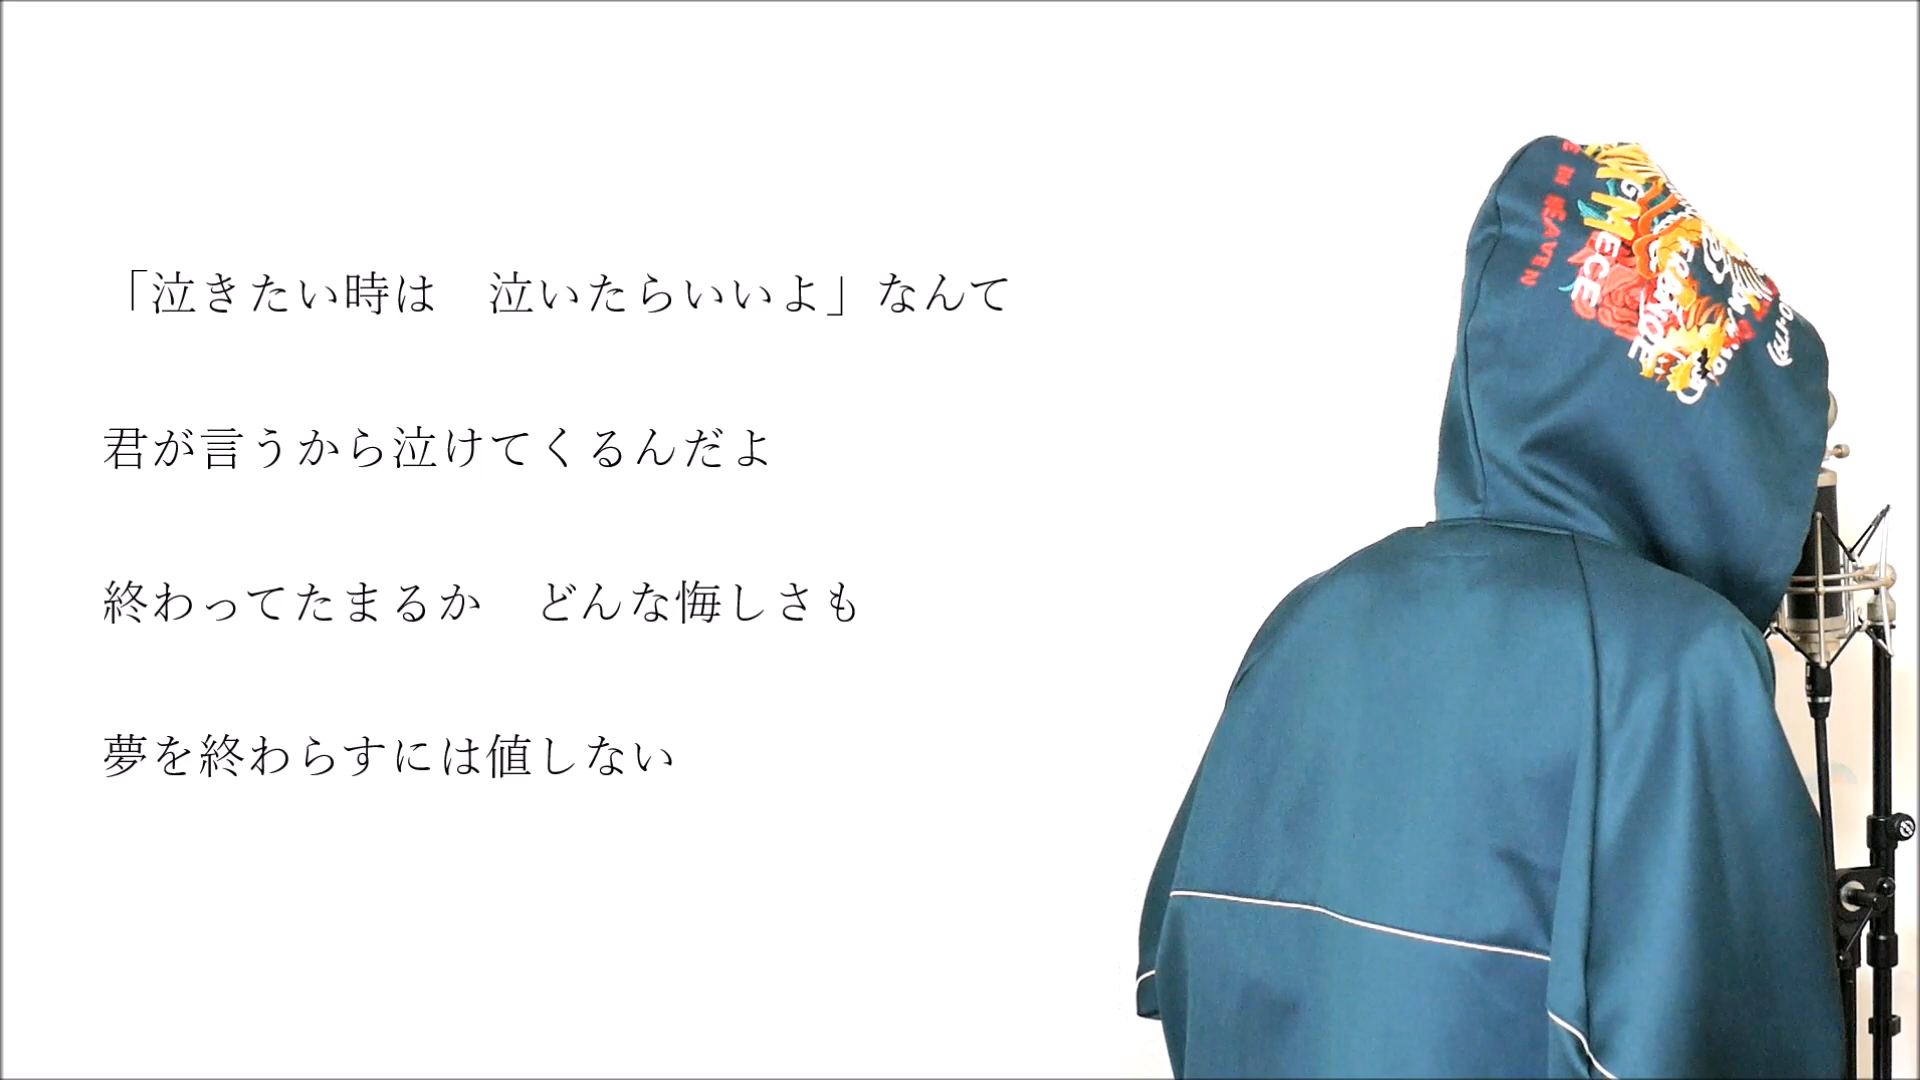 「泣きたい時は　泣いたらいいよ」なんて
君が言うから泣けてくるんだよ
終わってたまるか　どんな悔しさも
夢を終わらすには値しない
IN HEAVEN